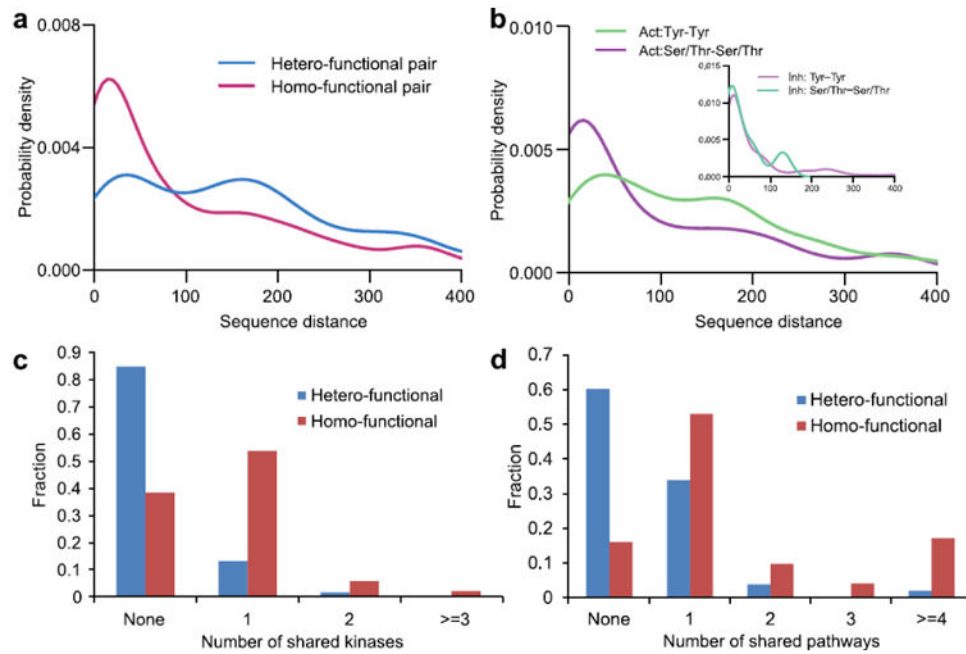 a
0.008
0.004
0.000
Probability density
Hetero-functional pair
Homo-functional pair
0 100 200 300 400
Sequence distance
b
0.010
0.005
0.000
Probability density
Act:Tyr-Tyr
Act:Ser/Thr-Ser/Thr
0.015
0.010
0.005
0.000
Probability density
Inh: Tyr–Tyr
Inh: Ser/Thr–Ser/Thr
0 100 200 300 400
Sequence distance
0 100 200 300 400
Sequence distance
c
0.9
0.8
0.7
0.6
0.5
0.4
0.3
0.2
0.1
0
Fraction
Hetero-functional
Homo-functional
None 1 2 3 >=3
Number of shared kinases
d
0.7
0.6
0.5
0.4
0.3
0.2
0.1
0
Fraction
Hetero-functional
Homo-functional
None 1 2 3 >=4
Number of shared pathways